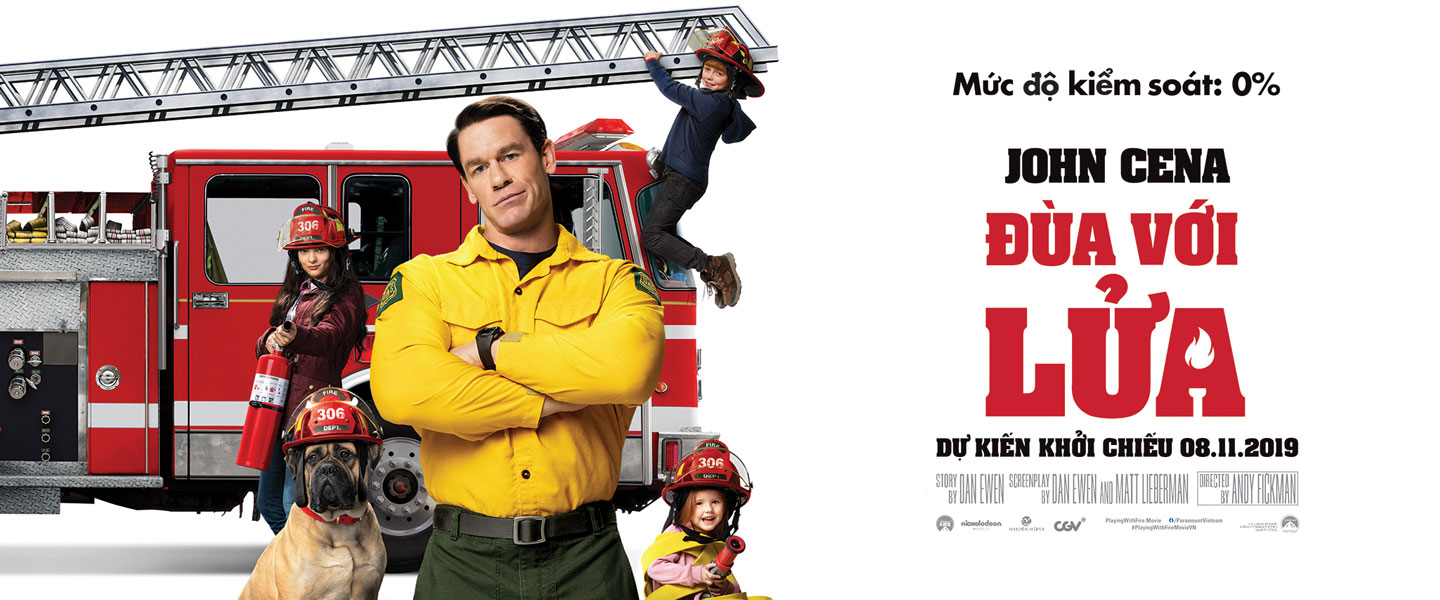 FIRE
306
DEPT.
FIRE
306
DEPT.
FIRE
306
DEPT.
Mức độ kiểm soát: 0%
JOHN CENA
ĐÙA VỚI
LỬA
DỰ KIẾN KHỞI CHIẾU 08.11.2019
STORY BY DAN EWEN SCREENPLAY BY DAN EWEN AND MATT LIEBERMAN DIRECTED BY ANDY FICKMAN
nickelodeon
MOVIES
WALDEN MEDIA
CGV
PlayingWithFire.Movie /ParamountVietnam
#PlayingWithFireMovieVN